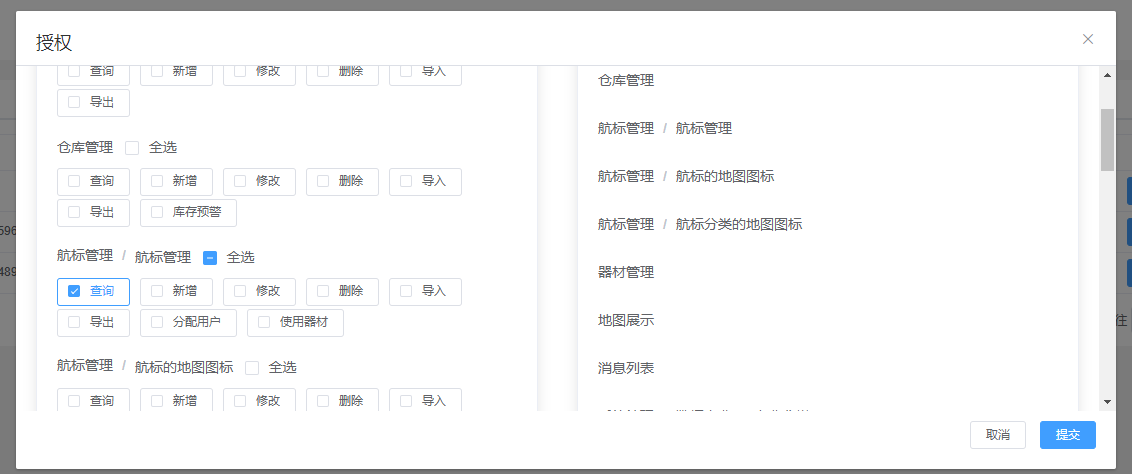 授权
查询 新增 修改 删除 导入
导出
仓库管理 全选
查询 新增 修改 删除 导入
导出 库存预警
航标管理 / 航标管理 全选
查询 新增 修改 删除 导入
导出 分配用户 使用器材
航标管理 / 航标的地图图标 全选
查询 新增 修改 删除 导入
仓库管理
航标管理 / 航标管理
航标管理 / 航标的地图图标
航标管理 / 航标分类的地图图标
器材管理
地图展示
消息列表
596
489
往
取消 提交